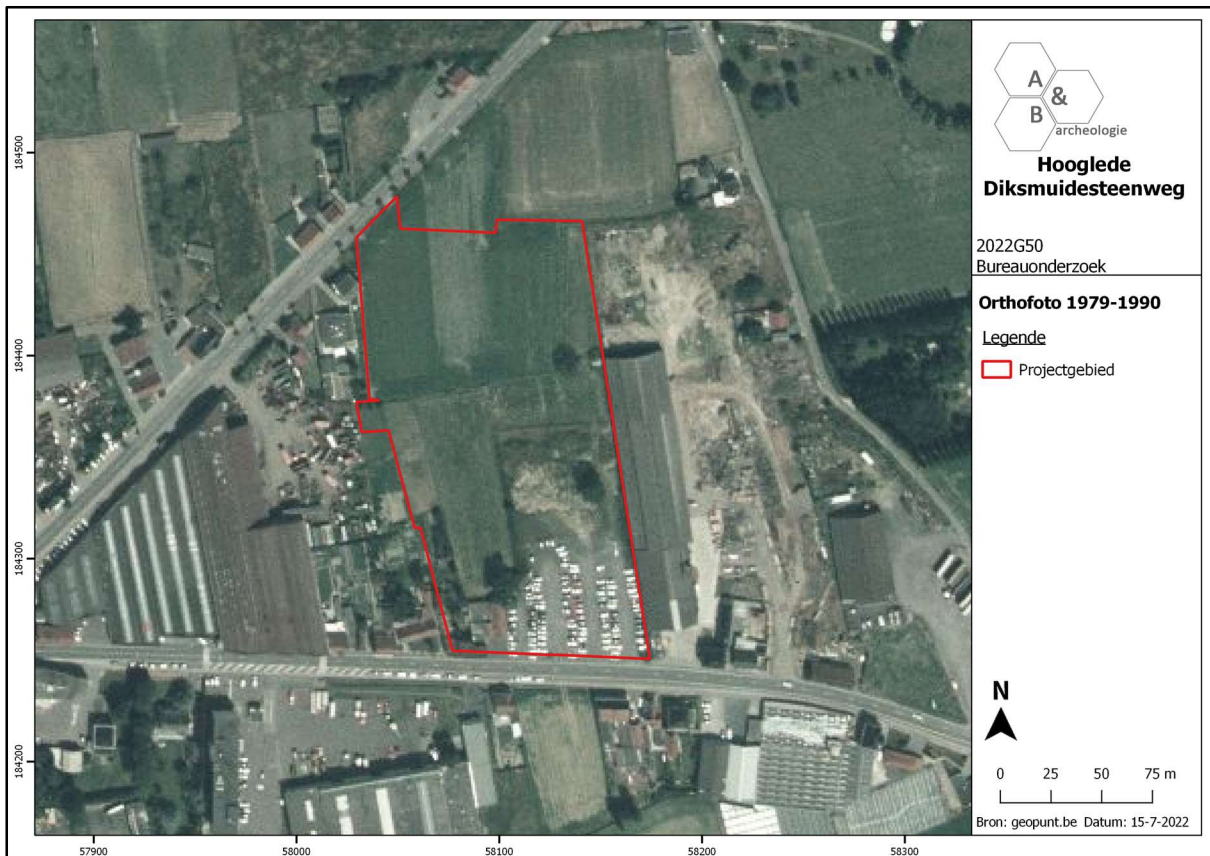 A
&
B
archeologie
Hooglede
Diksmuidesteenweg
2022G50
Bureauonderzoek
Orthofoto 1979-1990
Legende
Projectgebied
N
0 25 50 75 m
Bron: geopunt.be Datum: 15-7-2022
184500
184400
184300
184200
57900 58000 58100 58200 58300